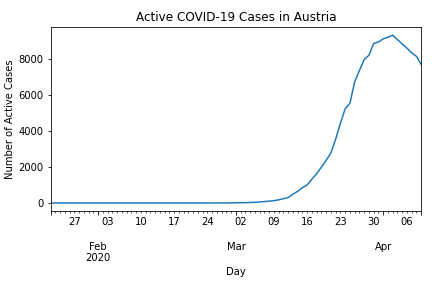 Active COVID-19 Cases in Austria
Number of Active Cases
8000
6000
4000
2000
0
27 03 10 17 24 02 09 16 23 30 06
Feb Mar Apr
2020
Day